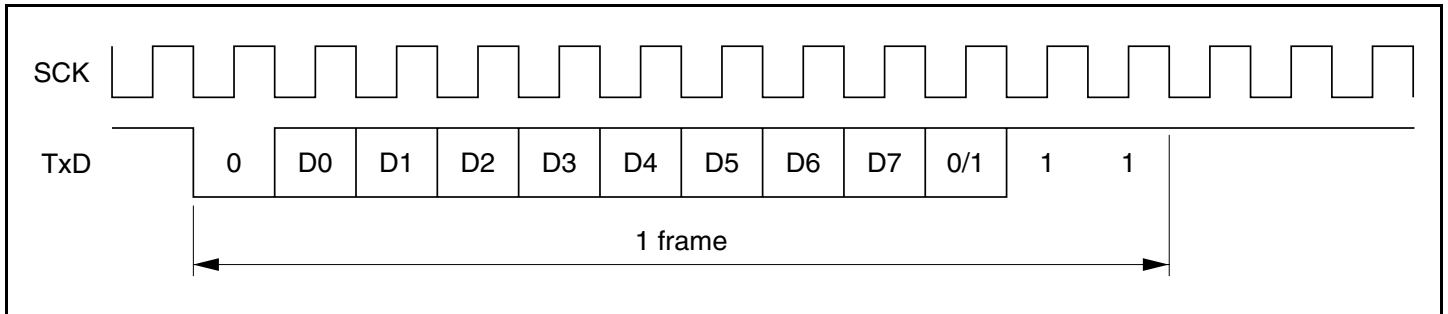 SCK
TxD 0 D0 D1 D2 D3 D4 D5 D6 D7 0/1 1 1
1 frame